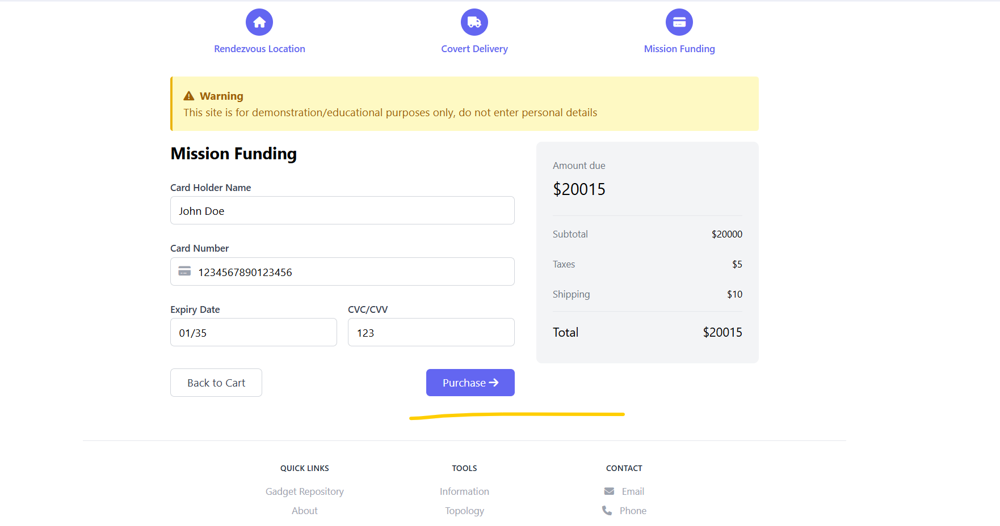 Rendezvous Location
Covert Delivery
Mission Funding
Warning
This site is for demonstration/educational purposes only, do not enter personal details
Mission Funding
Card Holder Name
John Doe
Card Number
1234567890123456
Expiry Date
CVC/CVV
01/35
123
Back to Cart
Purchase →
Amount due
$20015
Subtotal $20000
Taxes $5
Shipping $10
Total $20015
QUICK LINKS
Gadget Repository
About
TOOLS
Information
Topology
CONTACT
Email
Phone